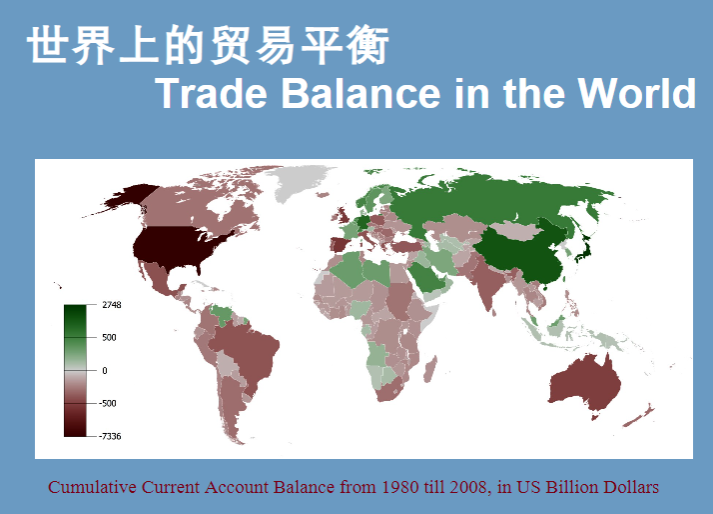 世界上的贸易平衡
Trade Balance in the World
2748
500
0
-500
-7336
Cumulative Current Account Balance from 1980 till 2008, in US Billion Dollars